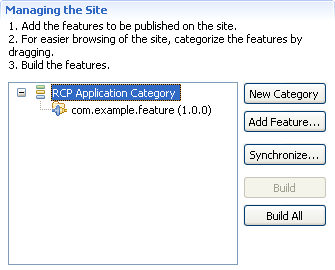 Managing the Site
1. Add the features to be published on the site.
2. For easier browsing of the site, categorize the features by
dragging.
3. Build the features.
RCP Application Category
com.example.feature (1.0.0)
New Category
Add Feature...
Synchronize...
Build
Build All